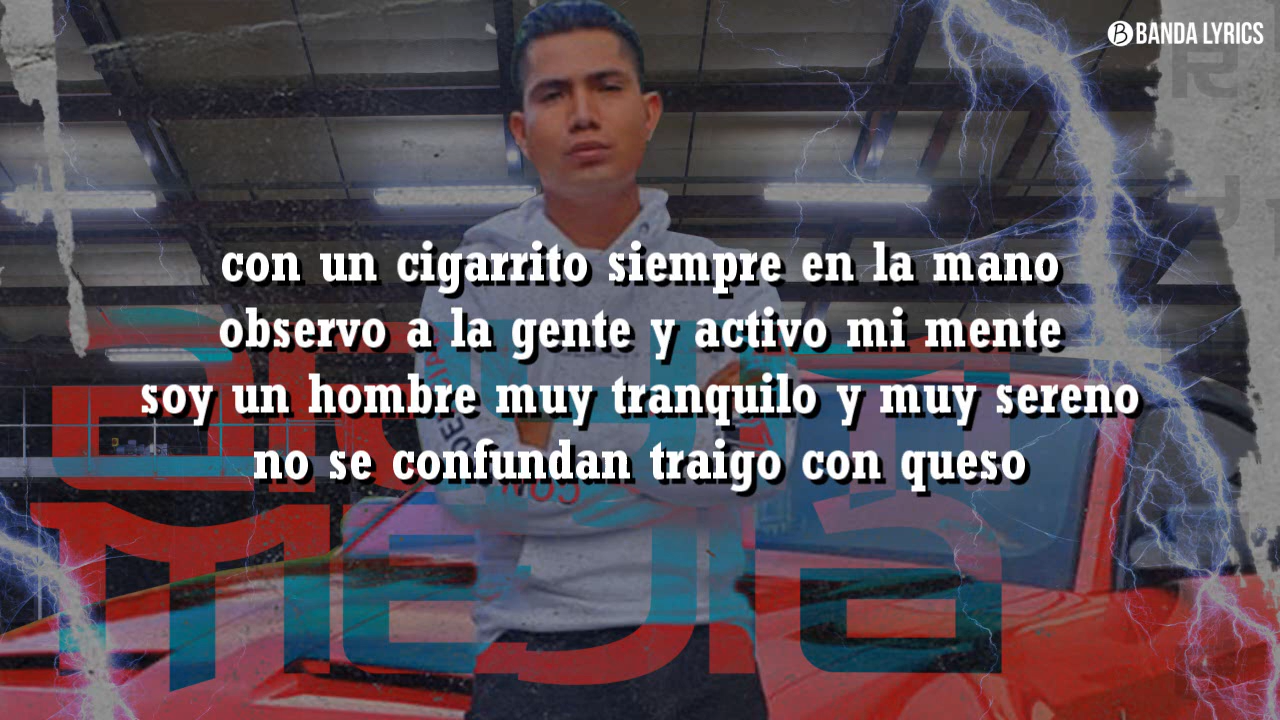 BANDA LYRICS
con un cigarrito siempre en la mano
observo a la gente y activo mi mente
soy un hombre muy tranquilo y muy sereno
no se confundan traigo con queso
MEJIA